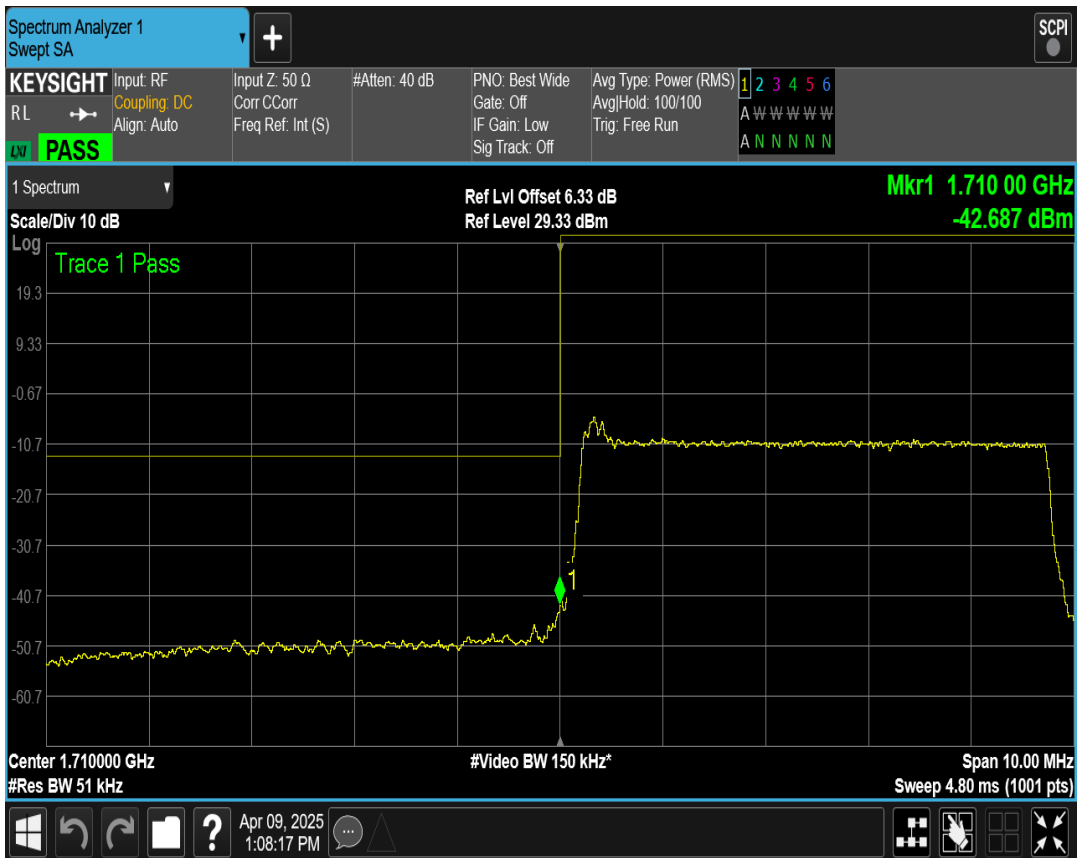 Spectrum Analyzer 1
Swept SA
SCPI
KEYSIGHT
RL
LXI PASS
Input: RF
Coupling: DC
Align: Auto
Input Z: 50 Ω
Corr CCorr
Freq Ref: Int (S)
#Atten: 40 dB
PNO: Best Wide
Gate: Off
IF Gain: Low
Sig Track: Off
Avg Type: Power (RMS)
Avg|Hold: 100/100
Trig: Free Run
1 2 3 4 5 6
A W W W W W
A N N N N N
1 Spectrum
Scale/Div 10 dB
Ref Lvl Offset 6.33 dB
Ref Level 29.33 dBm
Mkr1 1.710 00 GHz
-42.687 dBm
Log
Trace 1 Pass
19.3
9.33
-0.67
-10.7
-20.7
-30.7
-40.7
-50.7
-60.7
1
Center 1.710000 GHz
#Res BW 51 kHz
#Video BW 150 kHz*
Span 10.00 MHz
Sweep 4.80 ms (1001 pts)
?
Apr 09, 2025
1:08:17 PM